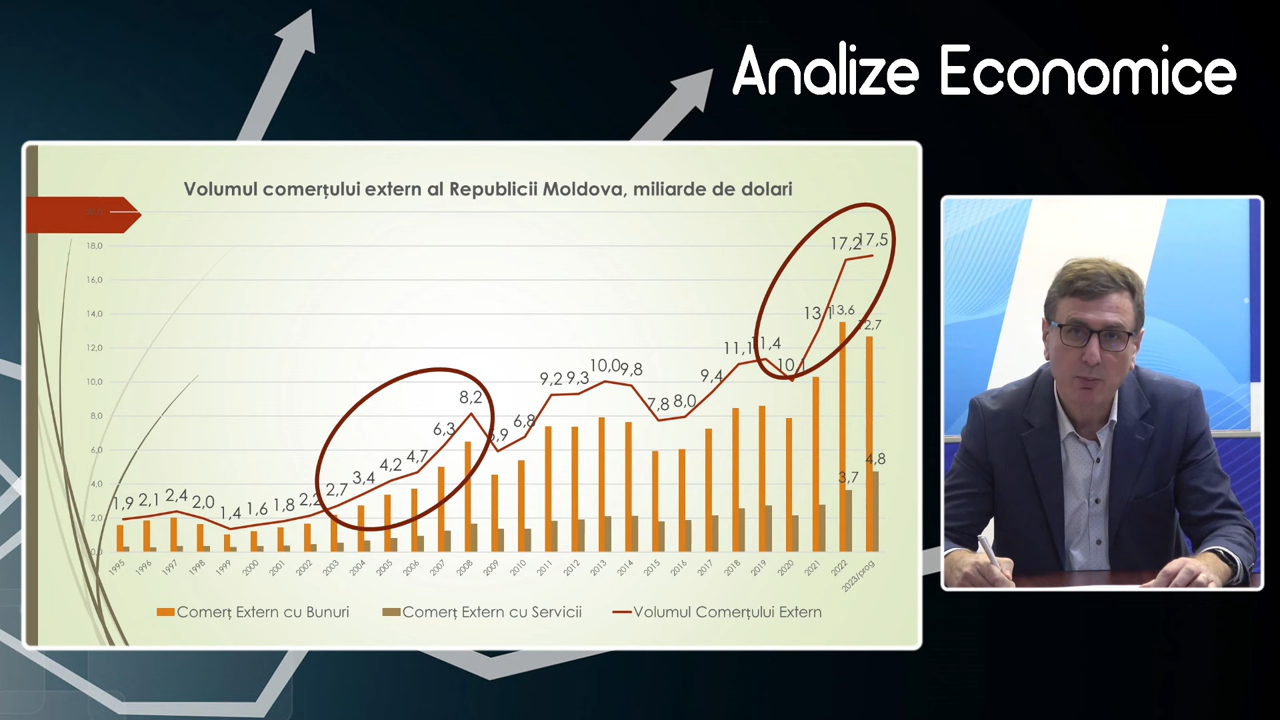 Analize Economice
Volumul comerțului extern al Republicii Moldova, miliarde de dolari
18,0
16,0
14,0
12,0
10,0
8,0
6,0
4,0
2,0
0,0
1,9 2,1 2,4 2,0 1,4 1,6 1,8 2,2 2,7 3,4 4,2 4,7 6,3 8,2 5,9 6,8 9,2 9,3 10,0 9,8 7,8 8,0 9,4 11,1 11,4 10,1 13,1 17,2 17,5
13,6 12,7
3,7 4,8
1995 1996 1997 1998 1999 2000 2001 2002 2003 2004 2005 2006 2007 2008 2009 2010 2011 2012 2013 2014 2015 2016 2017 2018 2019 2020 2021 2022 2023/prog
Comerț Extern cu Bunuri Comerț Extern cu Servicii Volumul Comerțului Extern